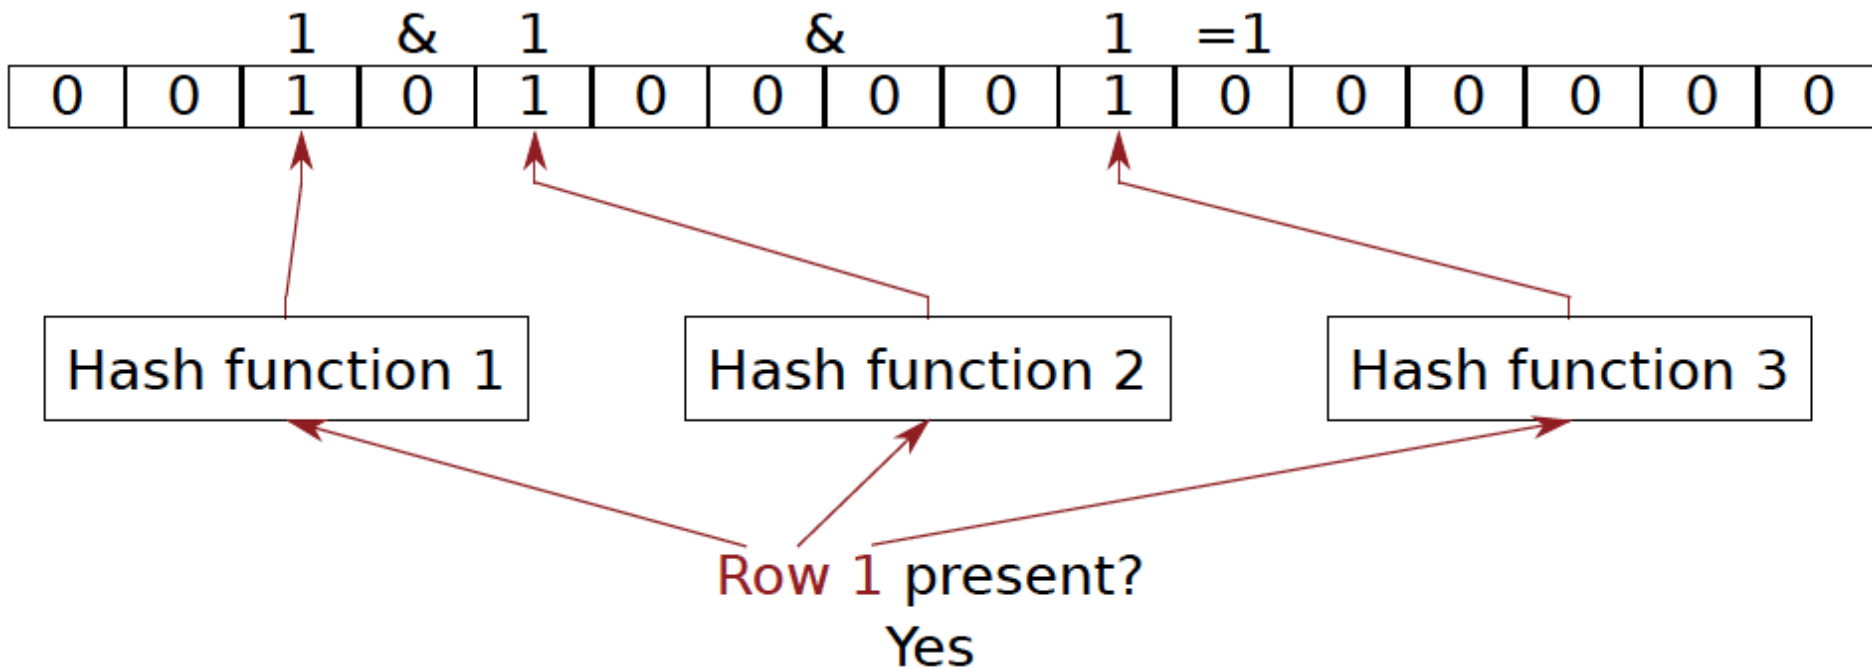 1 & 1 & 1 =1
0 0 1 0 1 0 0 0 0 1 0 0 0 0 0 0
Hash function 1 Hash function 2 Hash function 3
Row 1 present?
Yes